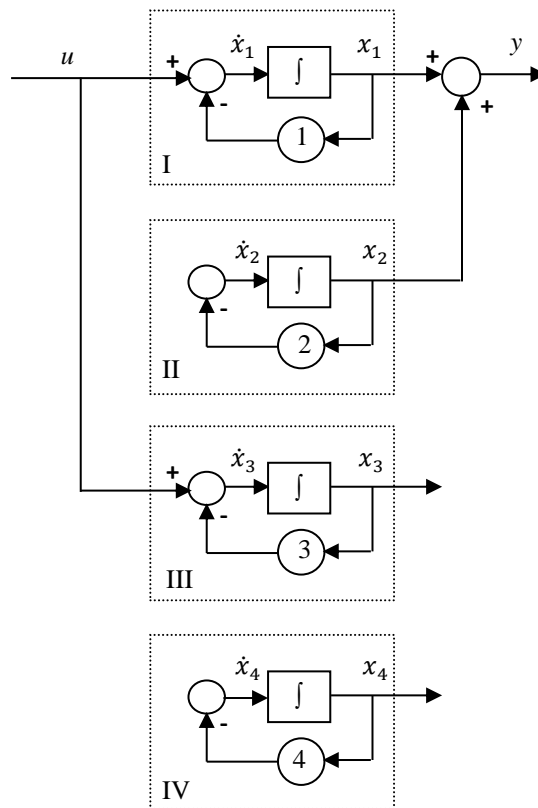 u ẋ₁ x₁ y
+ - ∫ + +
1
I
ẋ₂ x₂
- ∫
2
II
ẋ₃ x₃
+ - ∫
3
III
ẋ₄ x₄
- ∫
4
IV